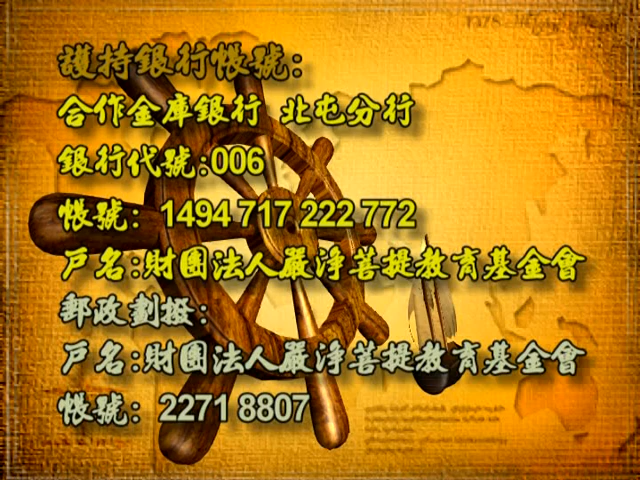 護持銀行帳號:
合作金庫銀行 北屯分行
銀行代號:006
帳號: 1494 717 222 772
戶名:財團法人嚴淨菩提教育基金會
郵政劃撥:
戶名:財團法人嚴淨菩提教育基金會
帳號: 2271 8807